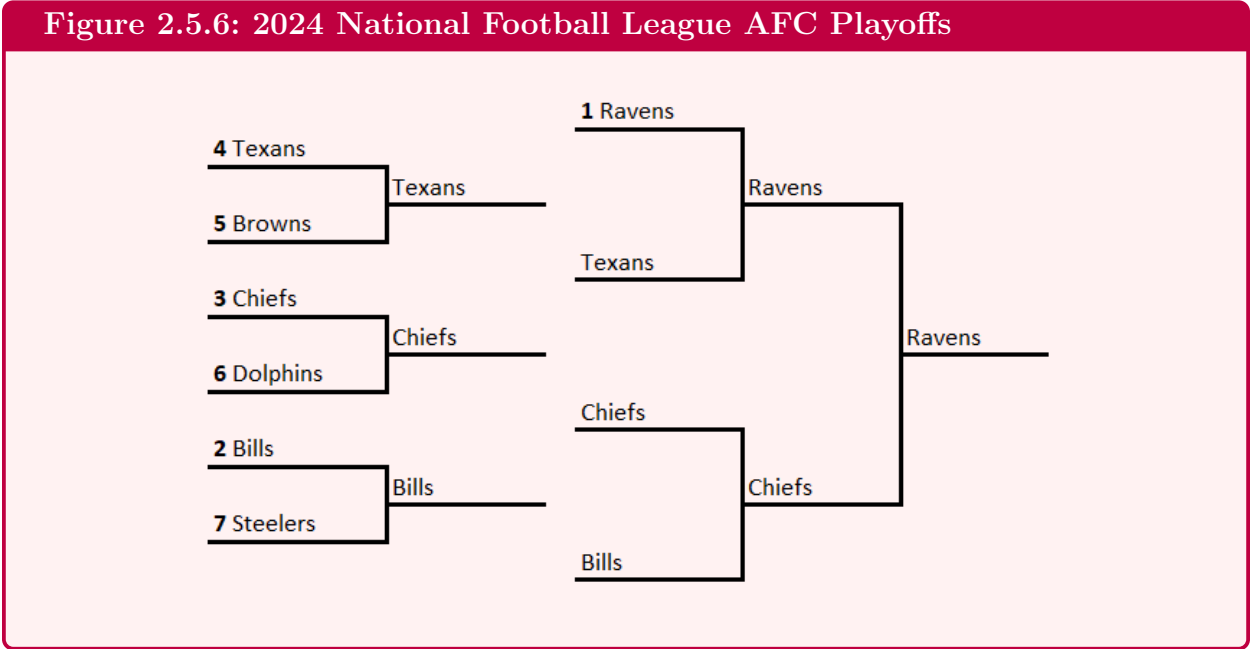 Figure 2.5.6: 2024 National Football League AFC Playoffs
4 Texans
5 Browns
Texans
3 Chiefs
6 Dolphins
Chiefs
2 Bills
7 Steelers
Bills
1 Ravens
Texans
Ravens
Chiefs
Bills
Chiefs
Ravens